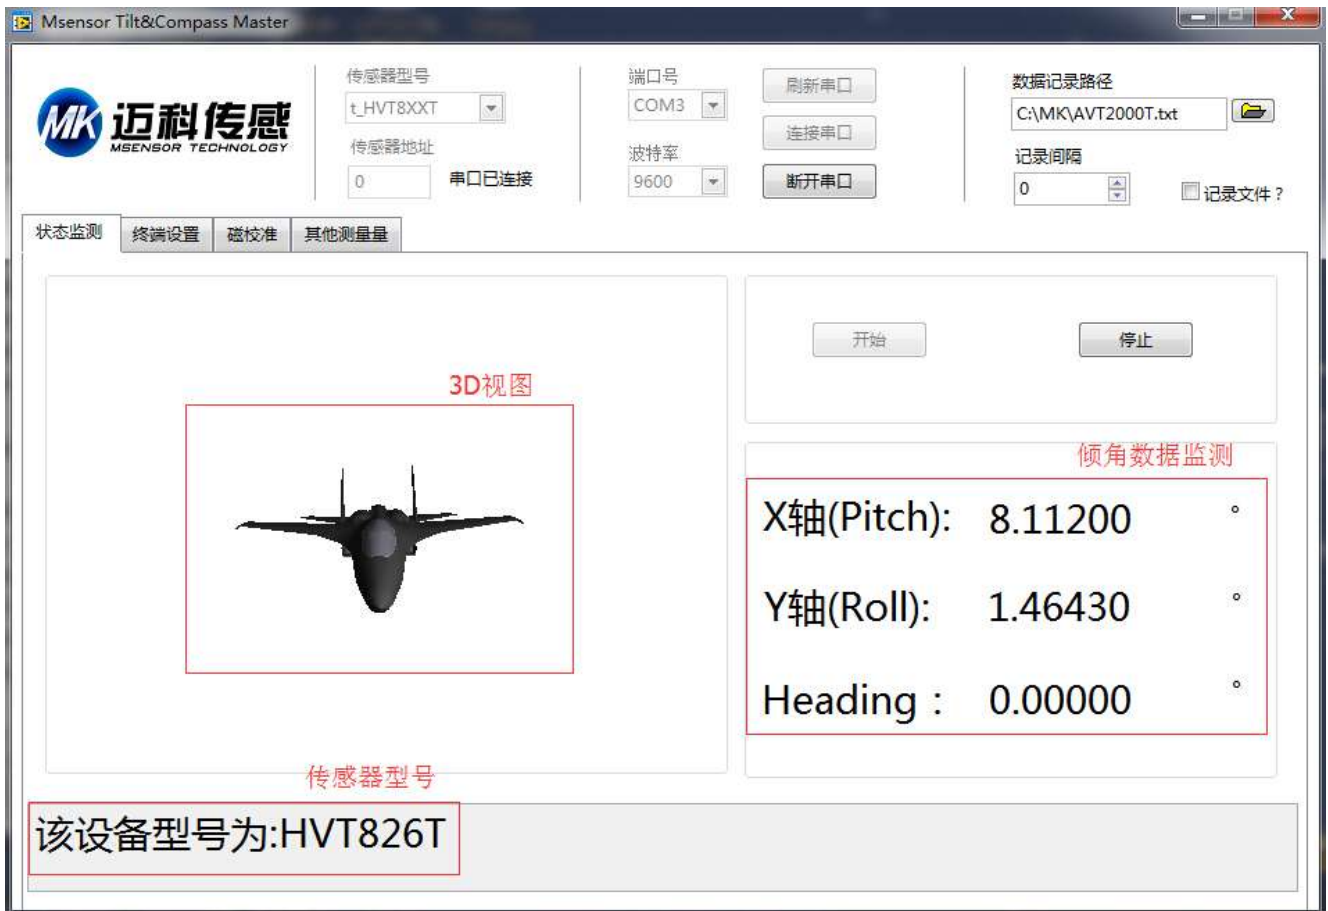 Msensor Tilt&Compass Master
MK 迈科传感
MSENSOR TECHNOLOGY
传感器型号
t_HVT8XXT
传感器地址
0
串口已连接
端口号
COM3
波特率
9600
刷新串口
连接串口
断开串口
数据记录路径
C:\MK\AVT2000T.txt
记录间隔
0
记录文件？
状态监测 终端设置 磁校准 其他测量量
3D视图
开始 停止
倾角数据监测
X轴(Pitch): 8.11200 °
Y轴(Roll): 1.46430 °
Heading： 0.00000 °
传感器型号
该设备型号为:HVT826T